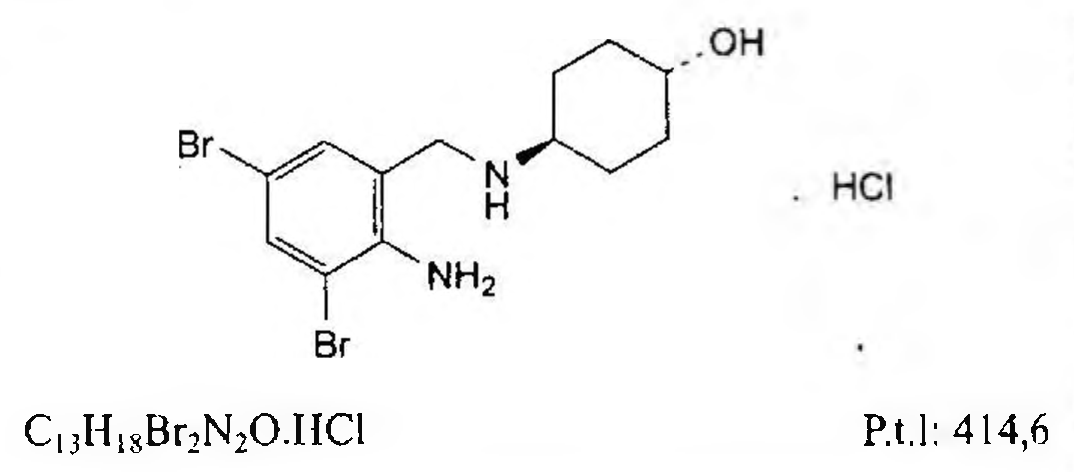 OH
Br
N
H
. HCl
NH₂
Br
C₁₃H₁₈Br₂N₂O.HCl P.t.l: 414,6